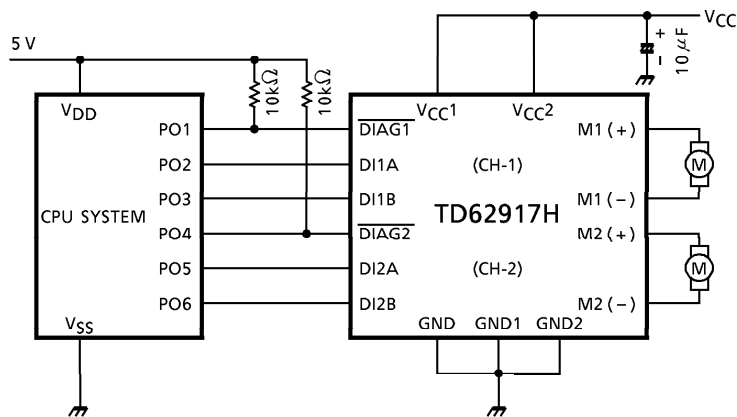 5 V
VCC
10 μF
+
-
10kΩ
10kΩ
VDD
VCC1
VCC2
PO1
DIAG1
M1 (+)
M
PO2
DI1A
(CH-1)
PO3
DI1B
M1 (−)
CPU SYSTEM
TD62917H
PO4
DIAG2
M2 (+)
M
PO5
DI2A
(CH-2)
PO6
DI2B
M2 (−)
VSS
GND
GND1
GND2